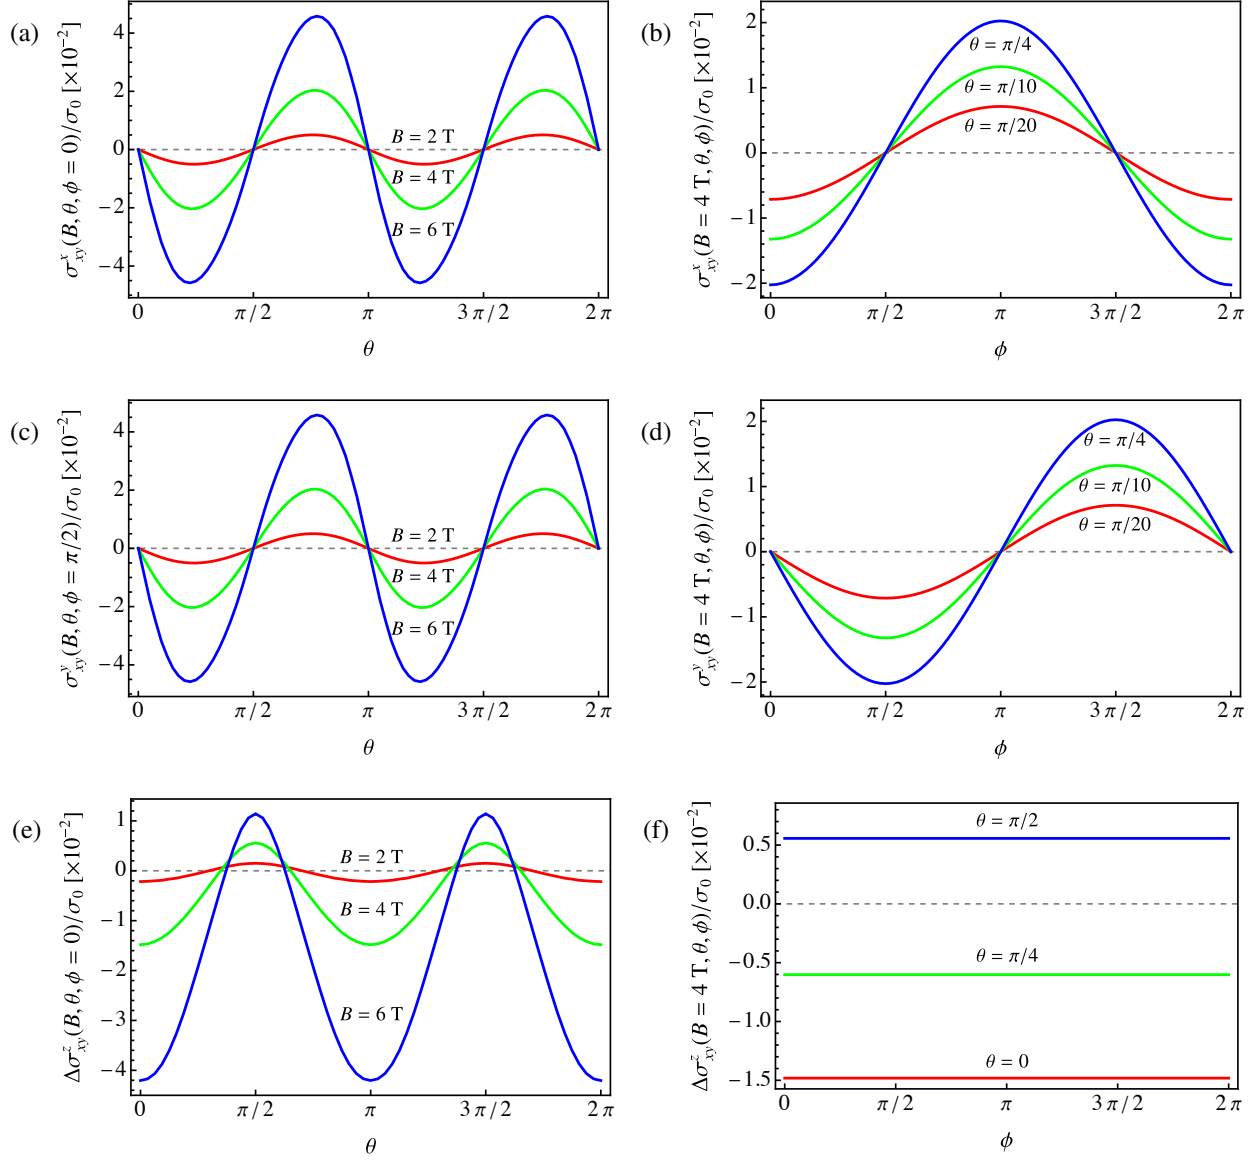 (a)
σ^x_xy(B, θ, ϕ = 0)/σ_0 [×10^−2]
4
2
0
−2
−4
B = 2 T
B = 4 T
B = 6 T
0 π/2 π 3π/2 2π
θ
(b)
σ^x_xy(B = 4 T, θ, ϕ)/σ_0 [×10^−2]
2
1
0
−1
−2
θ = π/4
θ = π/10
θ = π/20
0 π/2 π 3π/2 2π
ϕ
(c)
σ^y_xy(B, θ, ϕ = π/2)/σ_0 [×10^−2]
4
2
0
−2
−4
B = 2 T
B = 4 T
B = 6 T
0 π/2 π 3π/2 2π
θ
(d)
σ^y_xy(B = 4 T, θ, ϕ)/σ_0 [×10^−2]
2
1
0
−1
−2
θ = π/4
θ = π/10
θ = π/20
0 π/2 π 3π/2 2π
ϕ
(e)
Δσ^z_xy(B, θ, ϕ = 0)/σ_0 [×10^−2]
1
0
−1
−2
−3
−4
B = 2 T
B = 4 T
B = 6 T
0 π/2 π 3π/2 2π
θ
(f)
Δσ^z_xy(B = 4 T, θ, ϕ)/σ_0 [×10^−2]
0.5
0.0
−0.5
−1.0
−1.5
θ = π/2
θ = π/4
θ = 0
0 π/2 π 3π/2 2π
ϕ